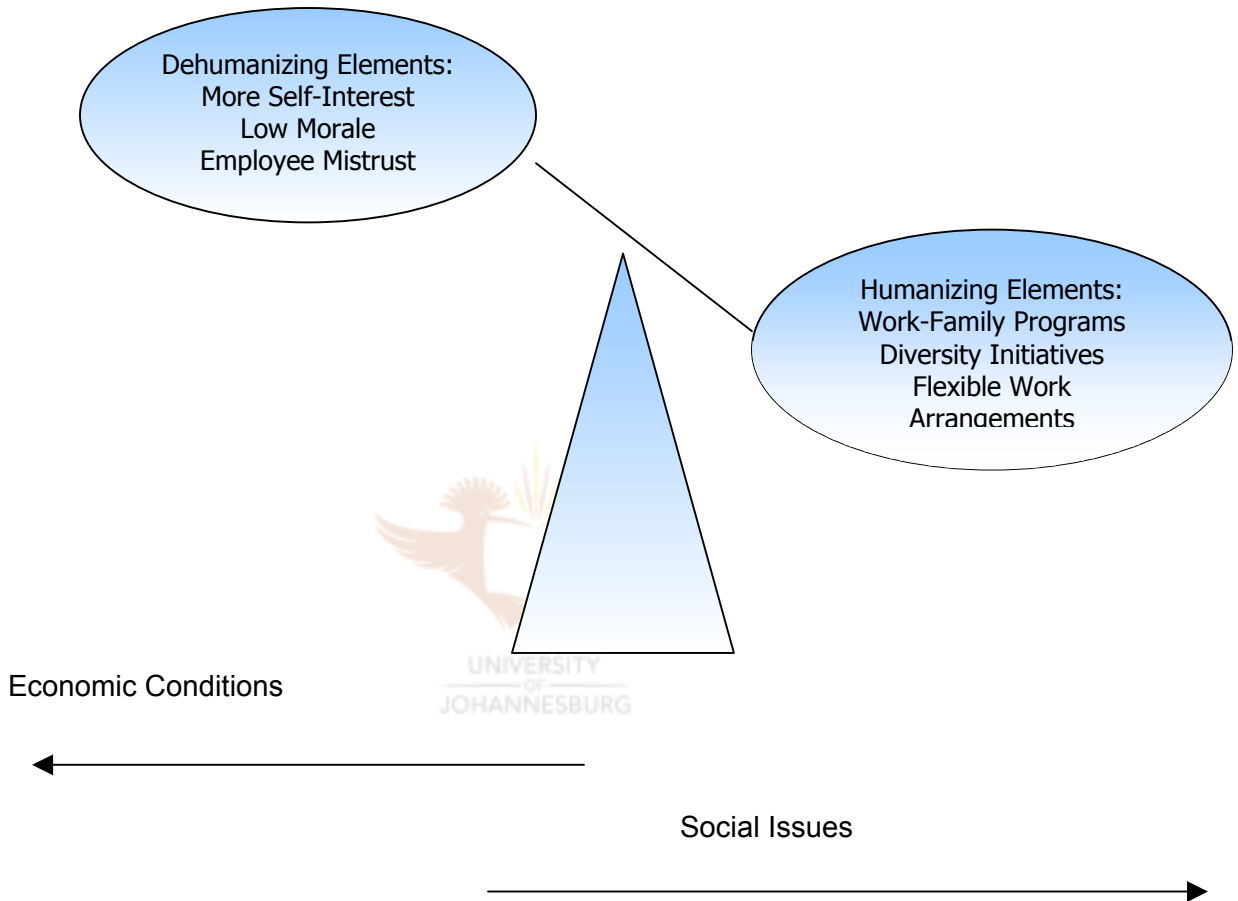 Dehumanizing Elements:
More Self-Interest
Low Morale
Employee Mistrust
Humanizing Elements:
Work-Family Programs
Diversity Initiatives
Flexible Work
Arrangements
UNIVERSITY
OF
JOHANNESBURG
Economic Conditions
Social Issues